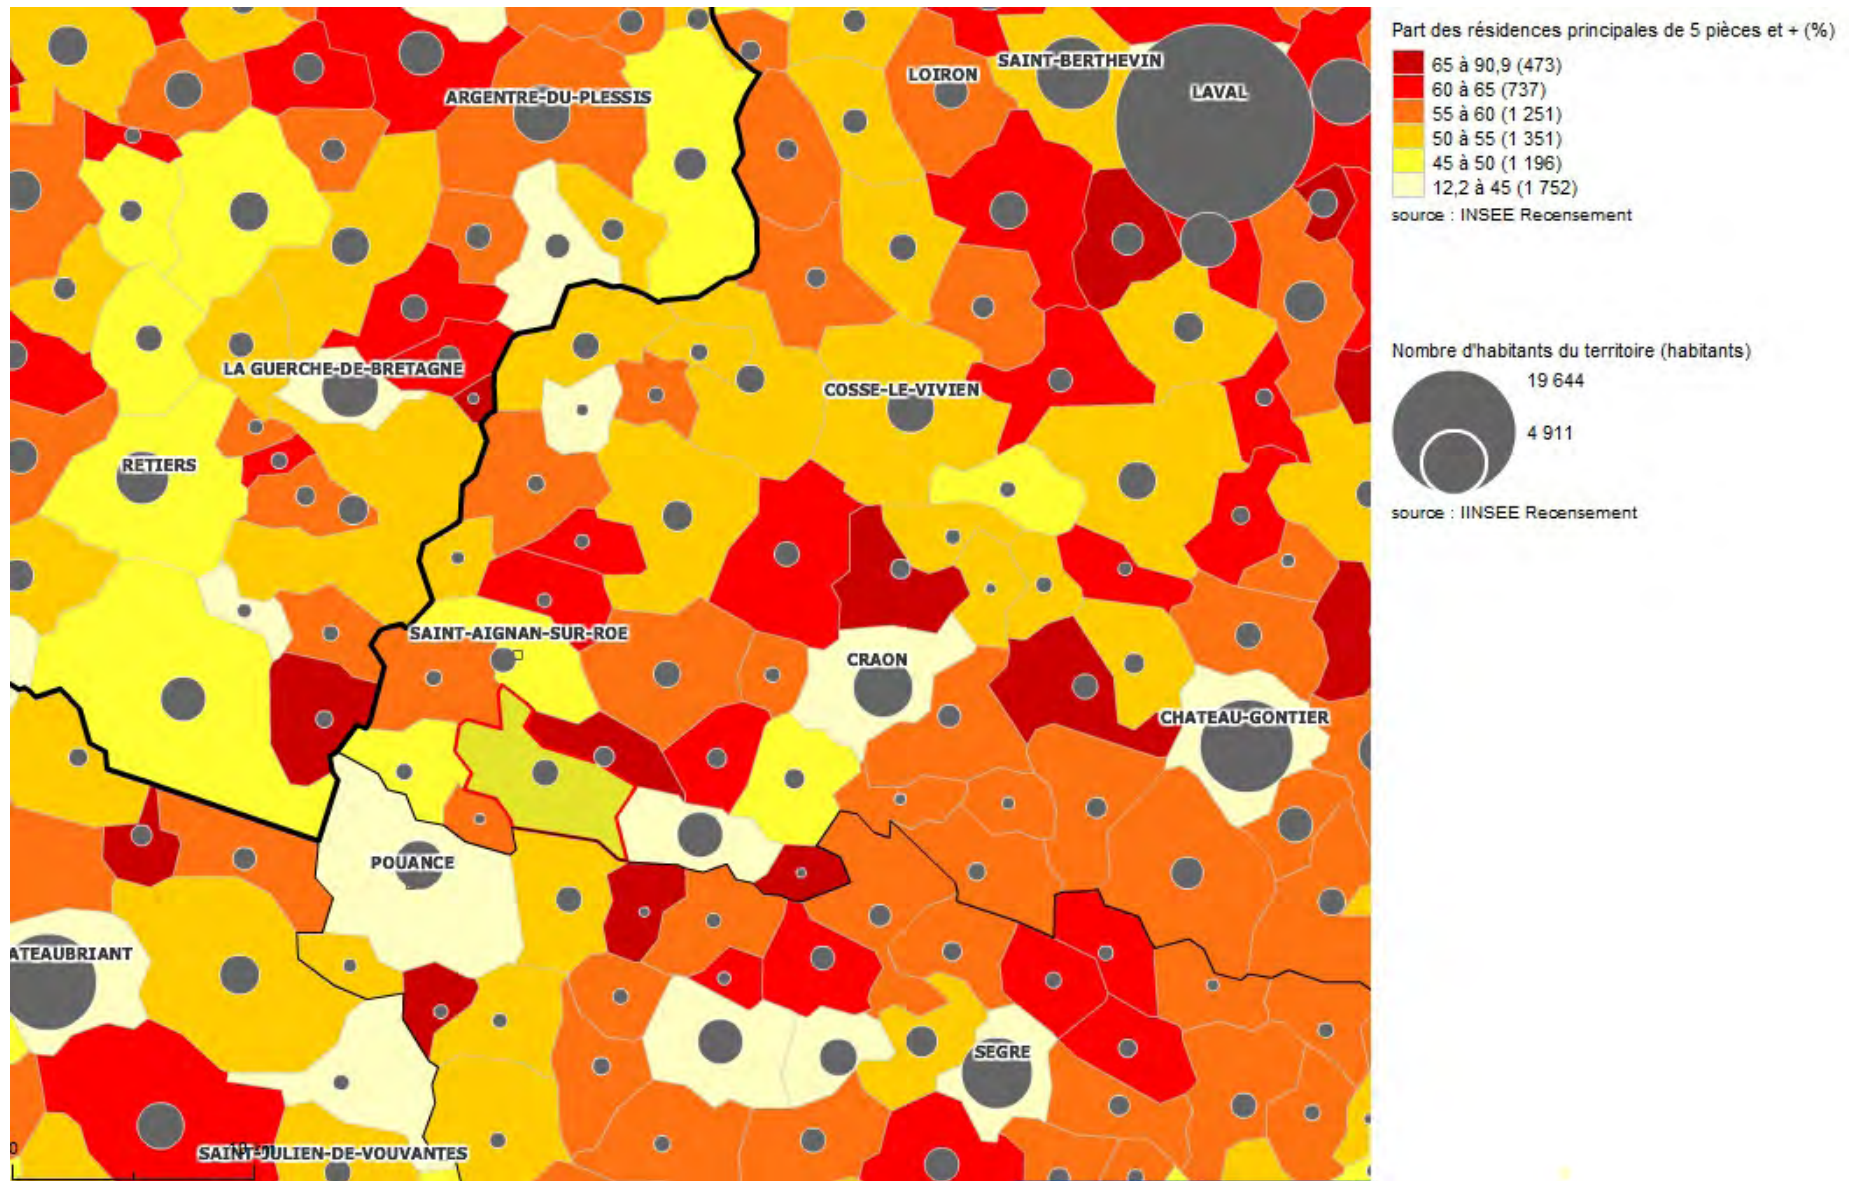 SAINT-BERTHEVIN
LOIRON
LAVAL
ARGENTRE-DU-PLESSIS
LA GUERCHE-DE-BRETAGNE
COSSE-LE-VIVIEN
RETIERS
SAINT-AIGNAN-SUR-ROE
CRAON
CHATEAU-GONTIER
POUANCE
ATEAUBRIANT
SEGRE
SAINT-JULIEN-DE-VOUVANTES
0
Part des résidences principales de 5 pièces et + (%)
65 à 90,9 (473)
60 à 65 (737)
55 à 60 (1 251)
50 à 55 (1 351)
45 à 50 (1 196)
12,2 à 45 (1 752)
source : INSEE Recensement
Nombre d'habitants du territoire (habitants)
19 644
4 911
source : IINSEE Recensement